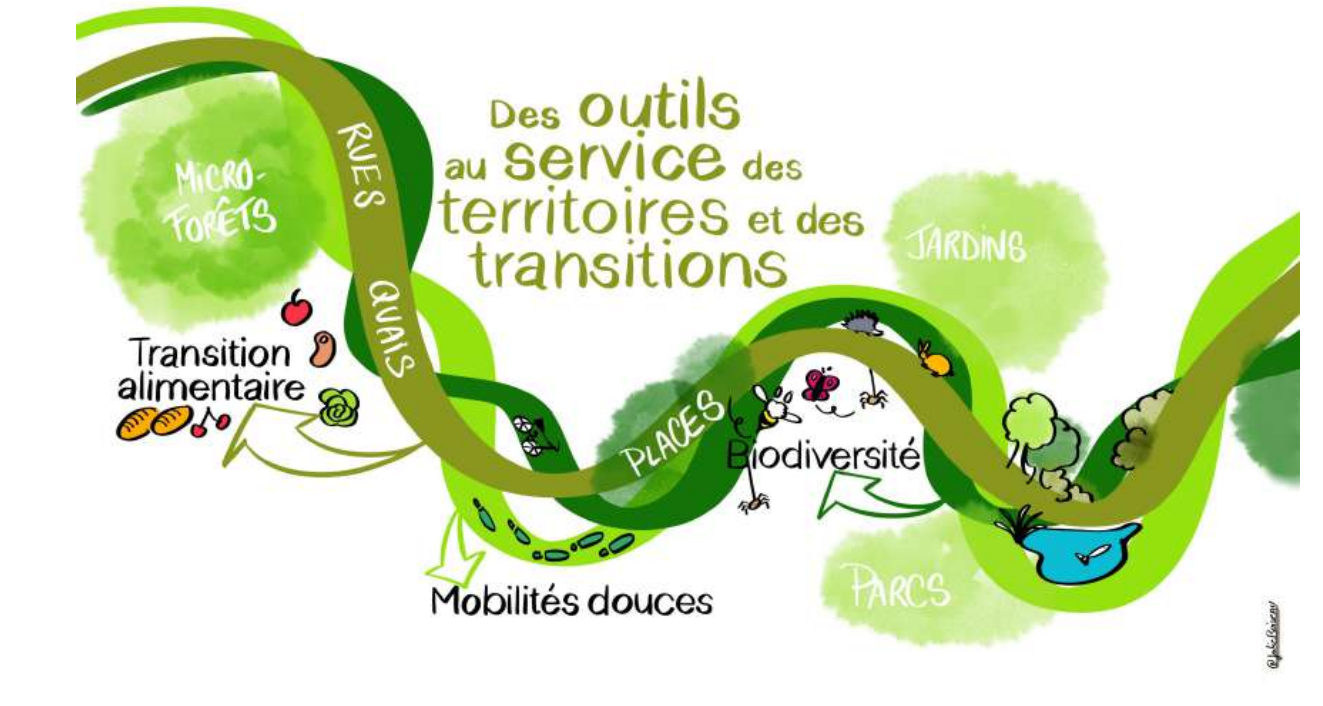 Des outils
au service des
territoires et des
transitions
MiCRO-
FORÊTS
RUES
QUAIS
JARDINS
Transition
alimentaire
PLACES
Biodiversité
Mobilités douces
PARCS